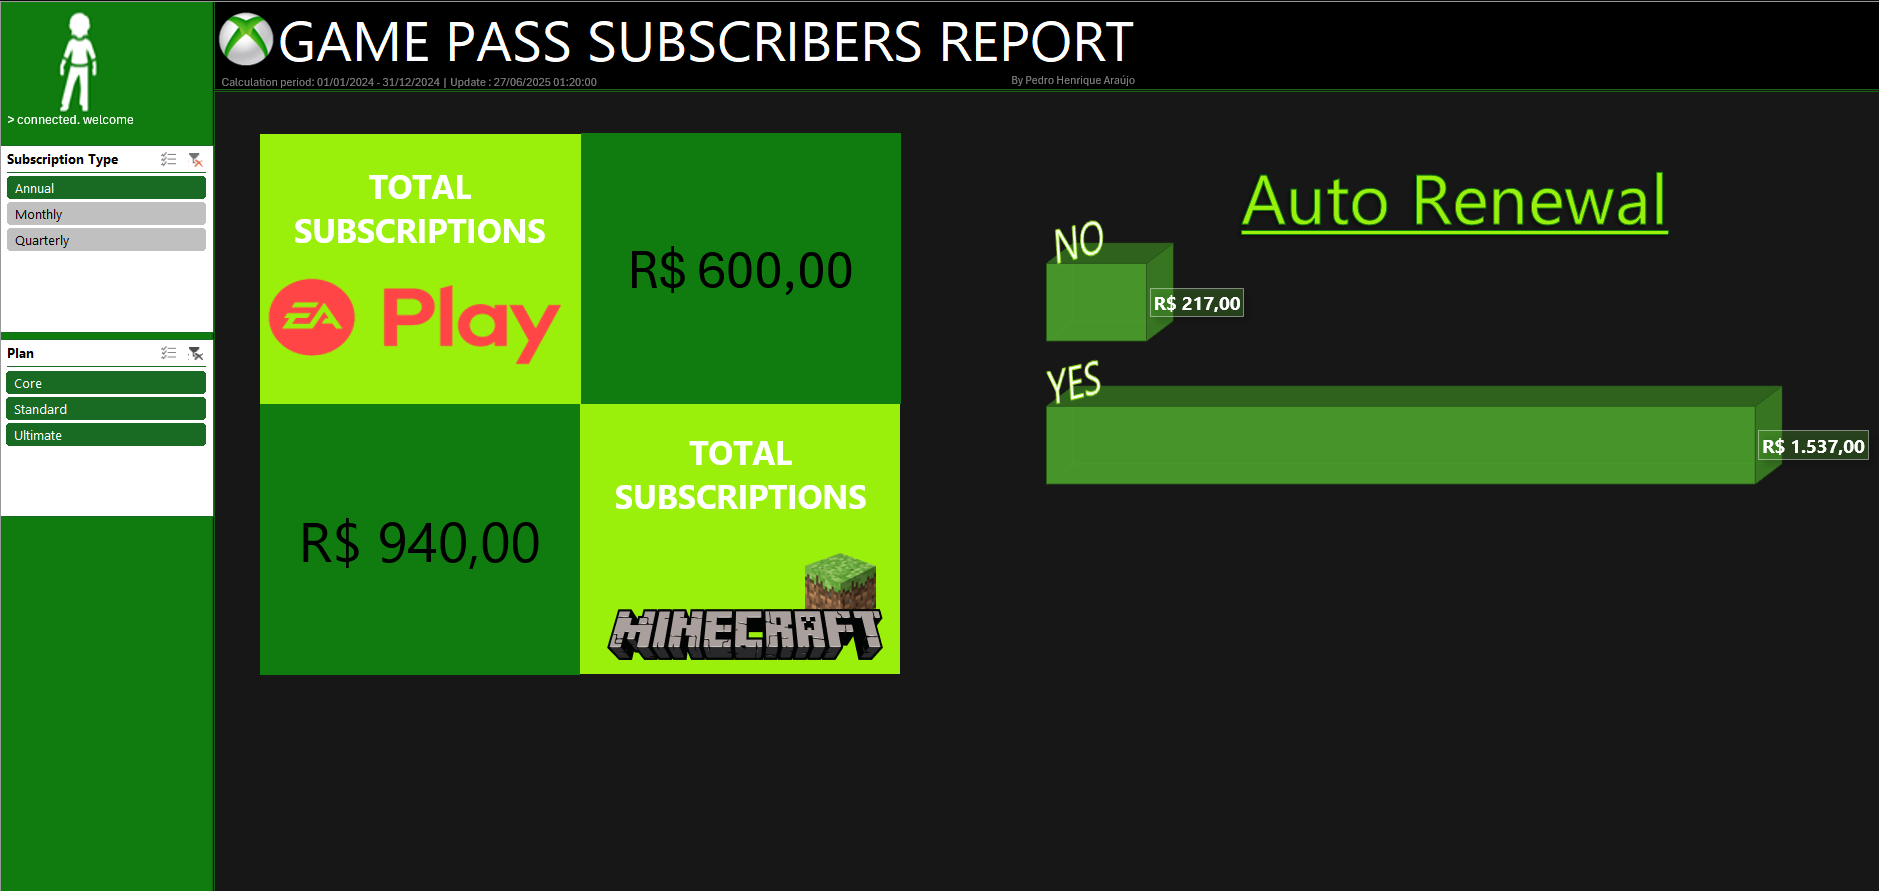 GAME PASS SUBSCRIBERS REPORT
Calculation period: 01/01/2024 - 31/12/2024 | Update : 27/06/2025 01:20:00
By Pedro Henrique Araújo
> connected. welcome
Subscription Type
Annual
Monthly
Quarterly
Plan
Core
Standard
Ultimate
TOTAL
SUBSCRIPTIONS
EA Play
R$ 600,00
R$ 940,00
TOTAL
SUBSCRIPTIONS
MINECRAFT
Auto Renewal
NO
R$ 217,00
YES
R$ 1.537,00